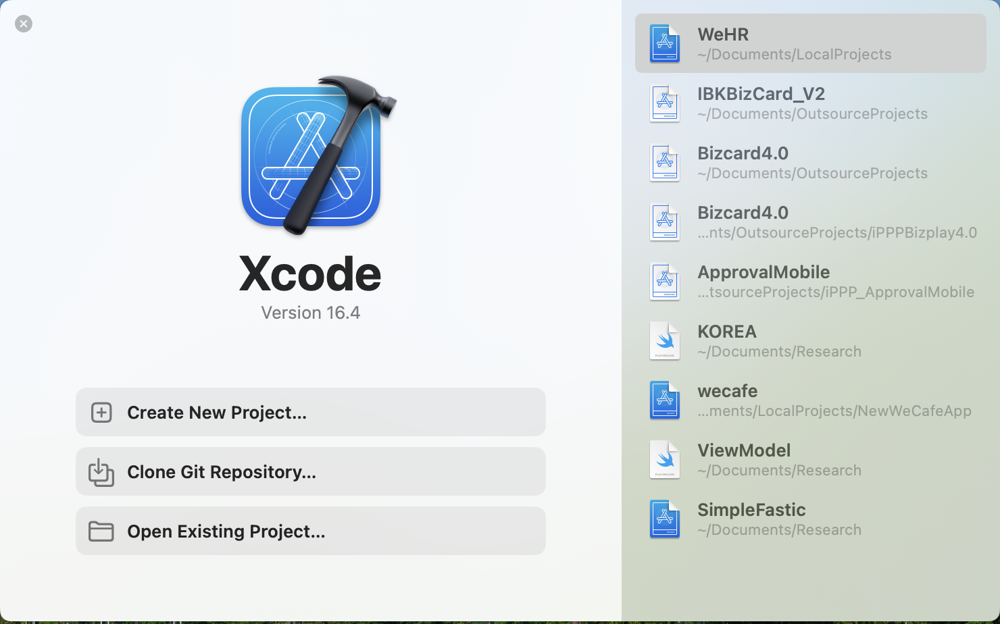 Xcode
Version 16.4
Create New Project...
Clone Git Repository...
Open Existing Project...
WeHR
~/Documents/LocalProjects
IBKBizCard_V2
~/Documents/OutsourceProjects
Bizcard4.0
~/Documents/OutsourceProjects
Bizcard4.0
...nts/OutsourceProjects/iPPPBizplay4.0
ApprovalMobile
...tsourceProjects/iPPP_ApprovalMobile
KOREA
~/Documents/Research
wecafe
...ments/LocalProjects/NewWeCafeApp
ViewModel
~/Documents/Research
SimpleFastic
~/Documents/Research